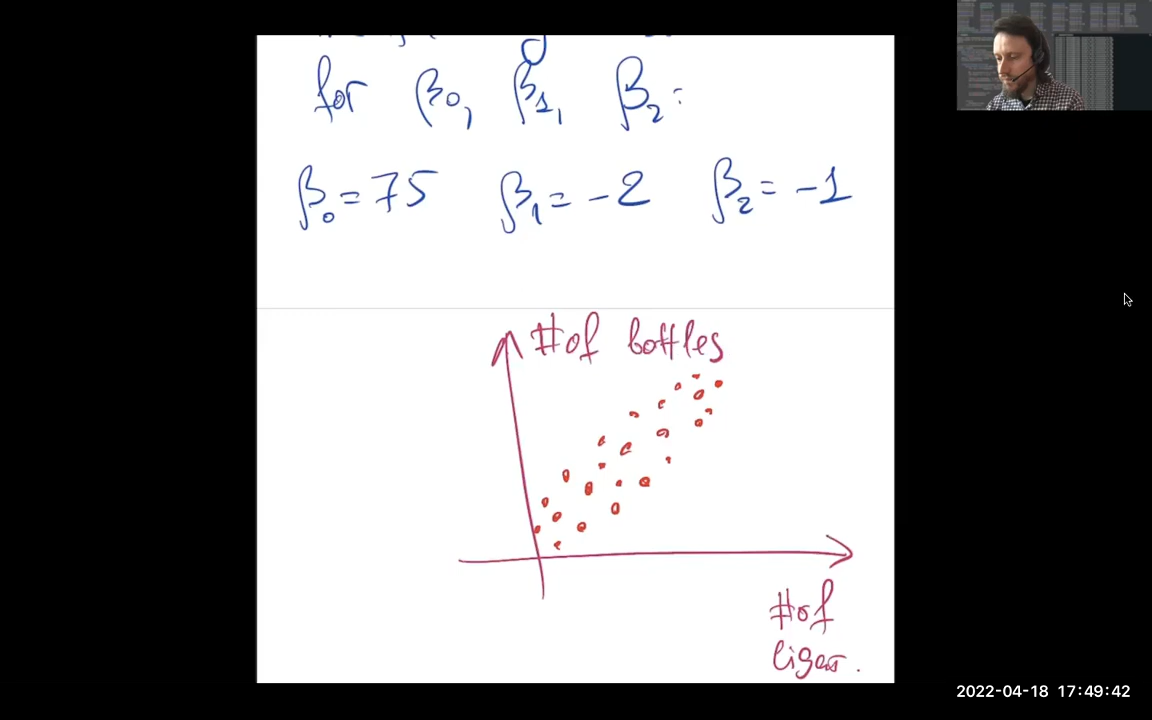 for β0, β1, β2:
β0 = 75 β1 = -2 β2 = -1
#of bottles
#of
cigar.
2022-04-18 17:49:42